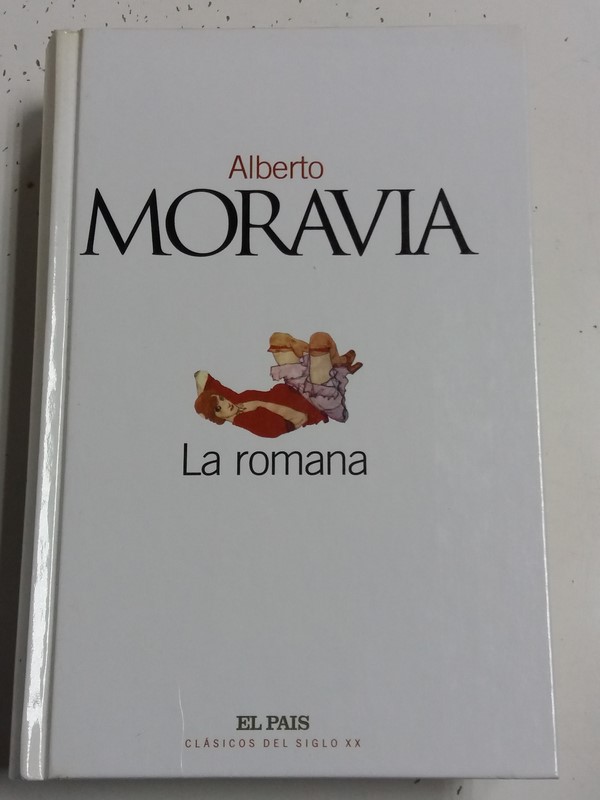 Alberto
MORAVIA
La romana
EL PAIS
CLÁSICOS DEL SIGLO XX